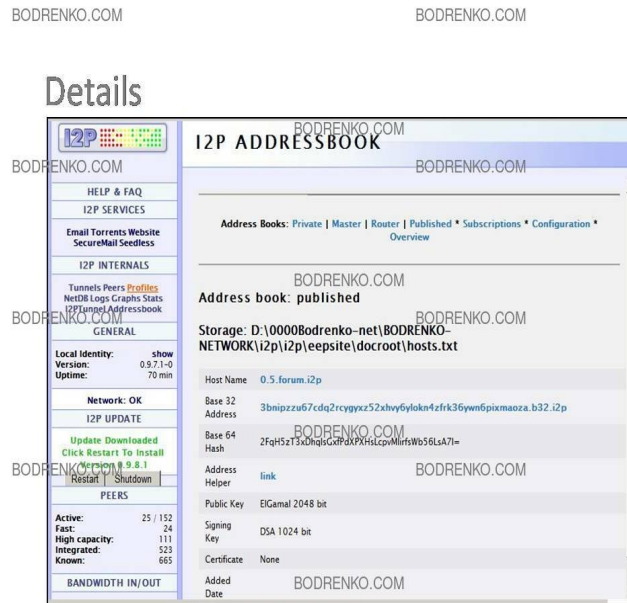 BODRENKO.COM BODRENKO.COM
Details
I2P
I2P ADDRESSBOOK
BODRENKO.COM
BODRENKO.COM BODRENKO.COM
HELP & FAQ
I2P SERVICES
Email Torrents Website
SecureMail Seedless
I2P INTERNALS
Tunnels Peers Profiles
NetDB Logs Graphs Stats
I2PTunnel Addressbook
BODRENKO.COM
GENERAL
Local Identity: show
Version: 0.9.7.1-0
Uptime: 70 min
Network: OK
I2P UPDATE
Update Downloaded
Click Restart To Install
Version 0.9.8.1
BODRENKO.COM
Restart Shutdown
PEERS
Active: 25 / 152
Fast: 24
High capacity: 111
Integrated: 523
Known: 665
BANDWIDTH IN/OUT
Address Books: Private | Master | Router | Published * Subscriptions * Configuration *
Overview
BODRENKO.COM
Address book: published
BODRENKO.COM
Storage: D:\0000Bodrenko-net\BODRENKO-
NETWORK\i2p\i2p\eepsite\docroot\hosts.txt
Host Name 0.5.forum.i2p
Base 32
Address
3bnipzzu67cdq2rcygyxz52xhvy6ylokn4zfrk36ywn6pixmaoza.b32.i2p
BODRENKO.COM
Base 64
Hash
Address
Helper
link
BODRENKO.COM
Public Key ElGamal 2048 bit
Signing
Key
DSA 1024 bit
Certificate None
Added
Date
BODRENKO.COM